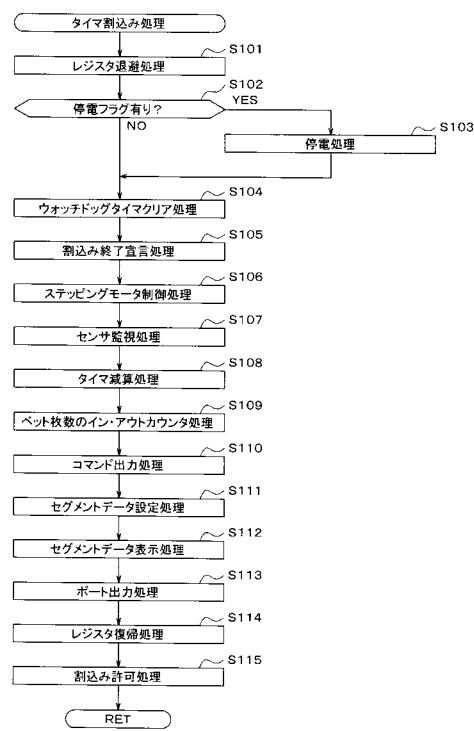 タイマ割込み処理
S101
レジスタ退避処理
S102
停電フラグ有り?
YES
NO
S103
停電処理
S104
ウォッチドッグタイマクリア処理
S105
割込み終了宣言処理
S106
ステッピングモータ制御処理
S107
センサ監視処理
S108
タイマ減算処理
S109
ベット枚数のイン・アウトカウンタ処理
S110
コマンド出力処理
S111
セグメントデータ設定処理
S112
セグメントデータ表示処理
S113
ポート出力処理
S114
レジスタ復帰処理
S115
割込み許可処理
RET